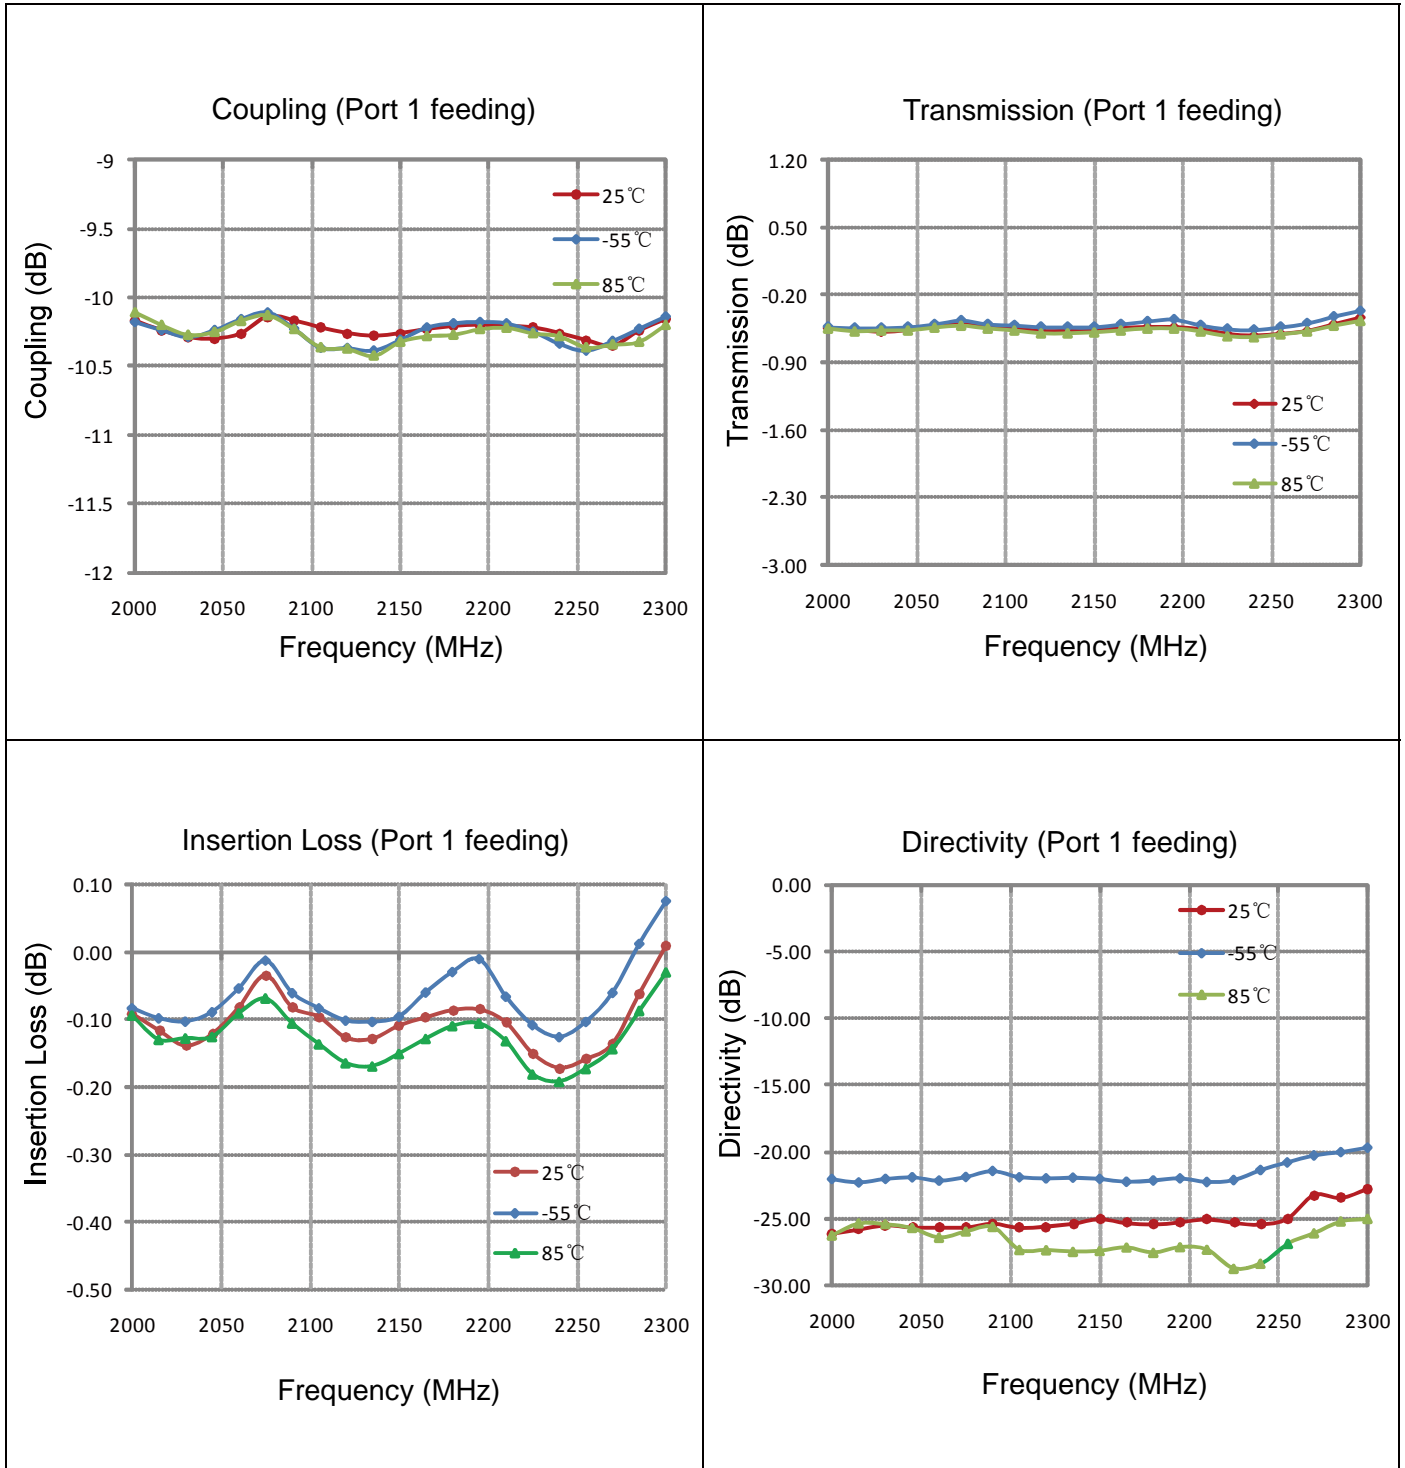 Coupling (Port 1 feeding)
Coupling (dB)
-9
-9.5
-10
-10.5
-11
-11.5
-12
25℃
-55℃
85℃
2000 2050 2100 2150 2200 2250 2300
Frequency (MHz)
Transmission (Port 1 feeding)
Transmission (dB)
1.20
0.50
-0.20
-0.90
-1.60
-2.30
-3.00
25℃
-55℃
85℃
2000 2050 2100 2150 2200 2250 2300
Frequency (MHz)
Insertion Loss (Port 1 feeding)
Insertion Loss (dB)
0.10
0.00
-0.10
-0.20
-0.30
-0.40
-0.50
25℃
-55℃
85℃
2000 2050 2100 2150 2200 2250 2300
Frequency (MHz)
Directivity (Port 1 feeding)
Directivity (dB)
0.00
-5.00
-10.00
-15.00
-20.00
-25.00
-30.00
25℃
-55℃
85℃
2000 2050 2100 2150 2200 2250 2300
Frequency (MHz)